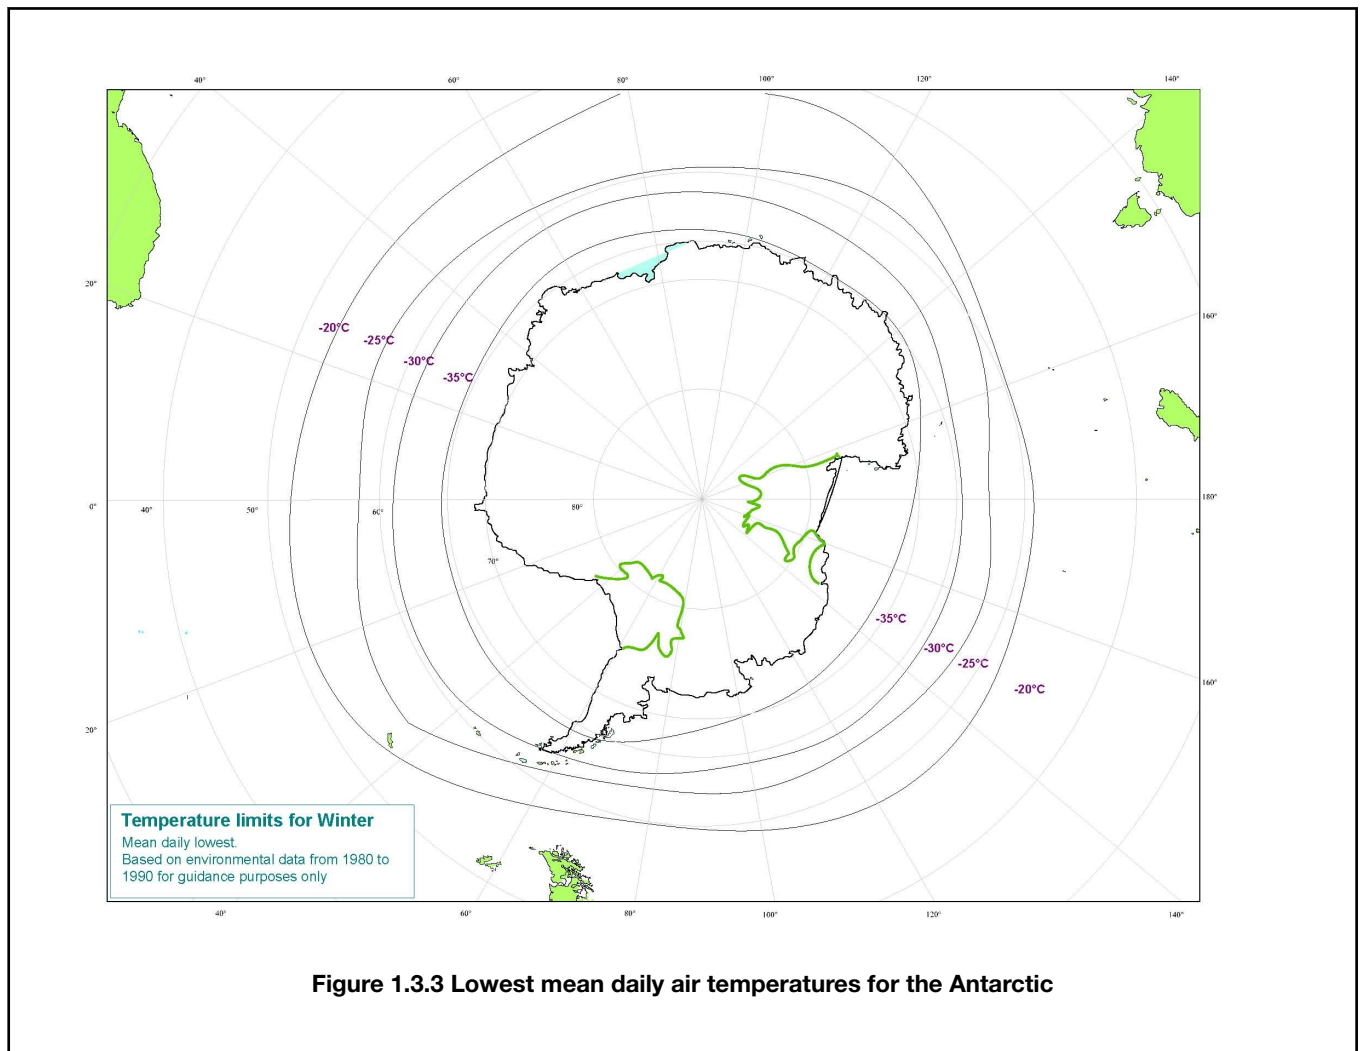 40° 60° 80° 100° 120° 140°
20°
160°
-20°C
-25°C
-30°C
-35°C
0° 40° 50° 60° 80° 180°
70°
-35°C
-30°C
-25°C
-20°C
160°
20°
Temperature limits for Winter
Mean daily lowest.
Based on environmental data from 1980 to
1990 for guidance purposes only
40° 60° 80° 100° 120° 140°
Figure 1.3.3 Lowest mean daily air temperatures for the Antarctic